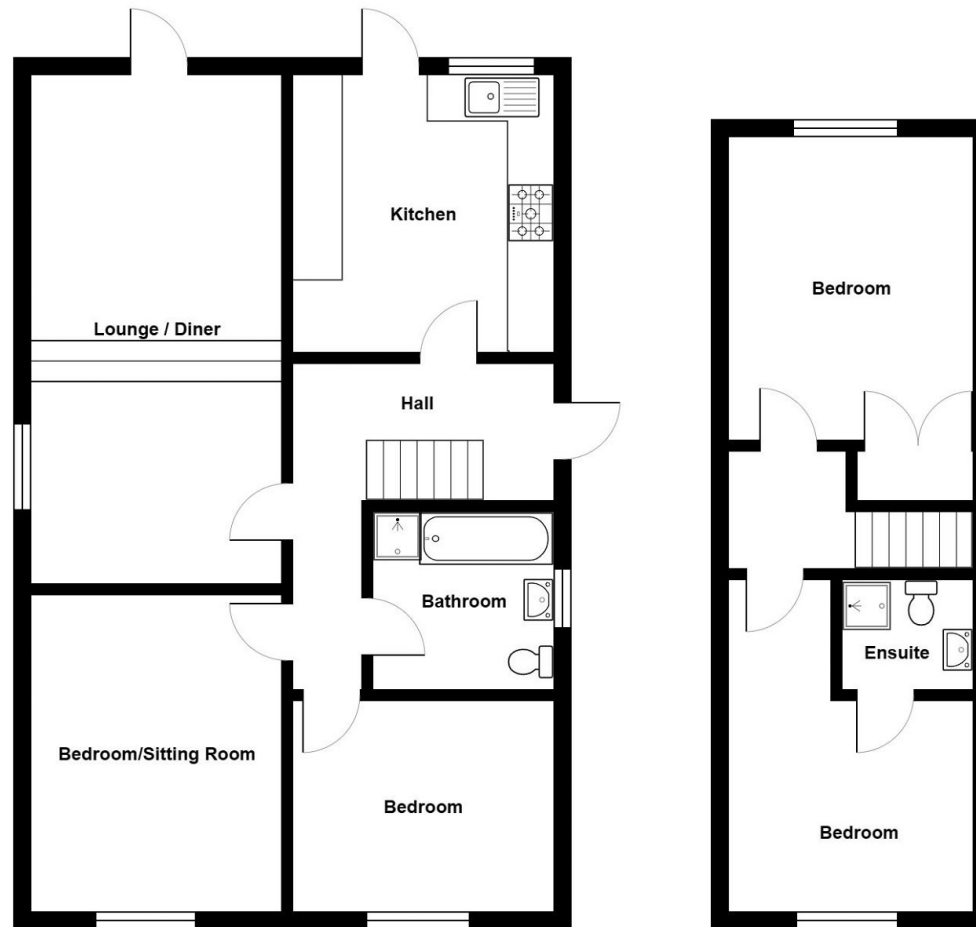 Kitchen
Lounge / Diner
Hall
Bathroom
Bedroom/Sitting Room
Bedroom
Bedroom
Ensuite
Bedroom